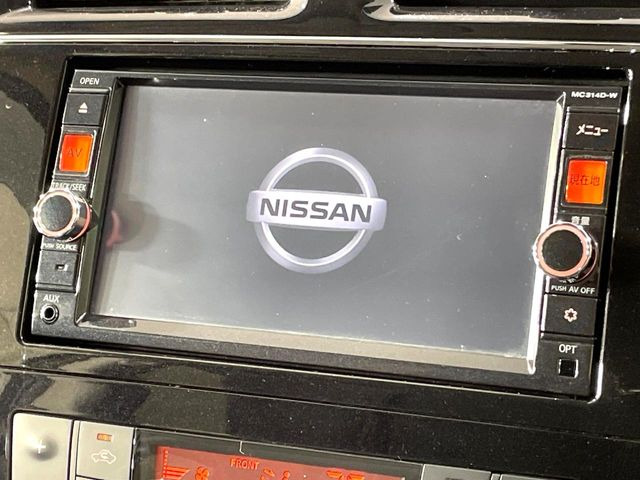 OPEN
MC314D-W
メニュー
AV
現在地
TRACK/SEEK
音量
NISSAN
PUSH SOURCE
PUSH AV OFF
AUX
OPT
FRONT